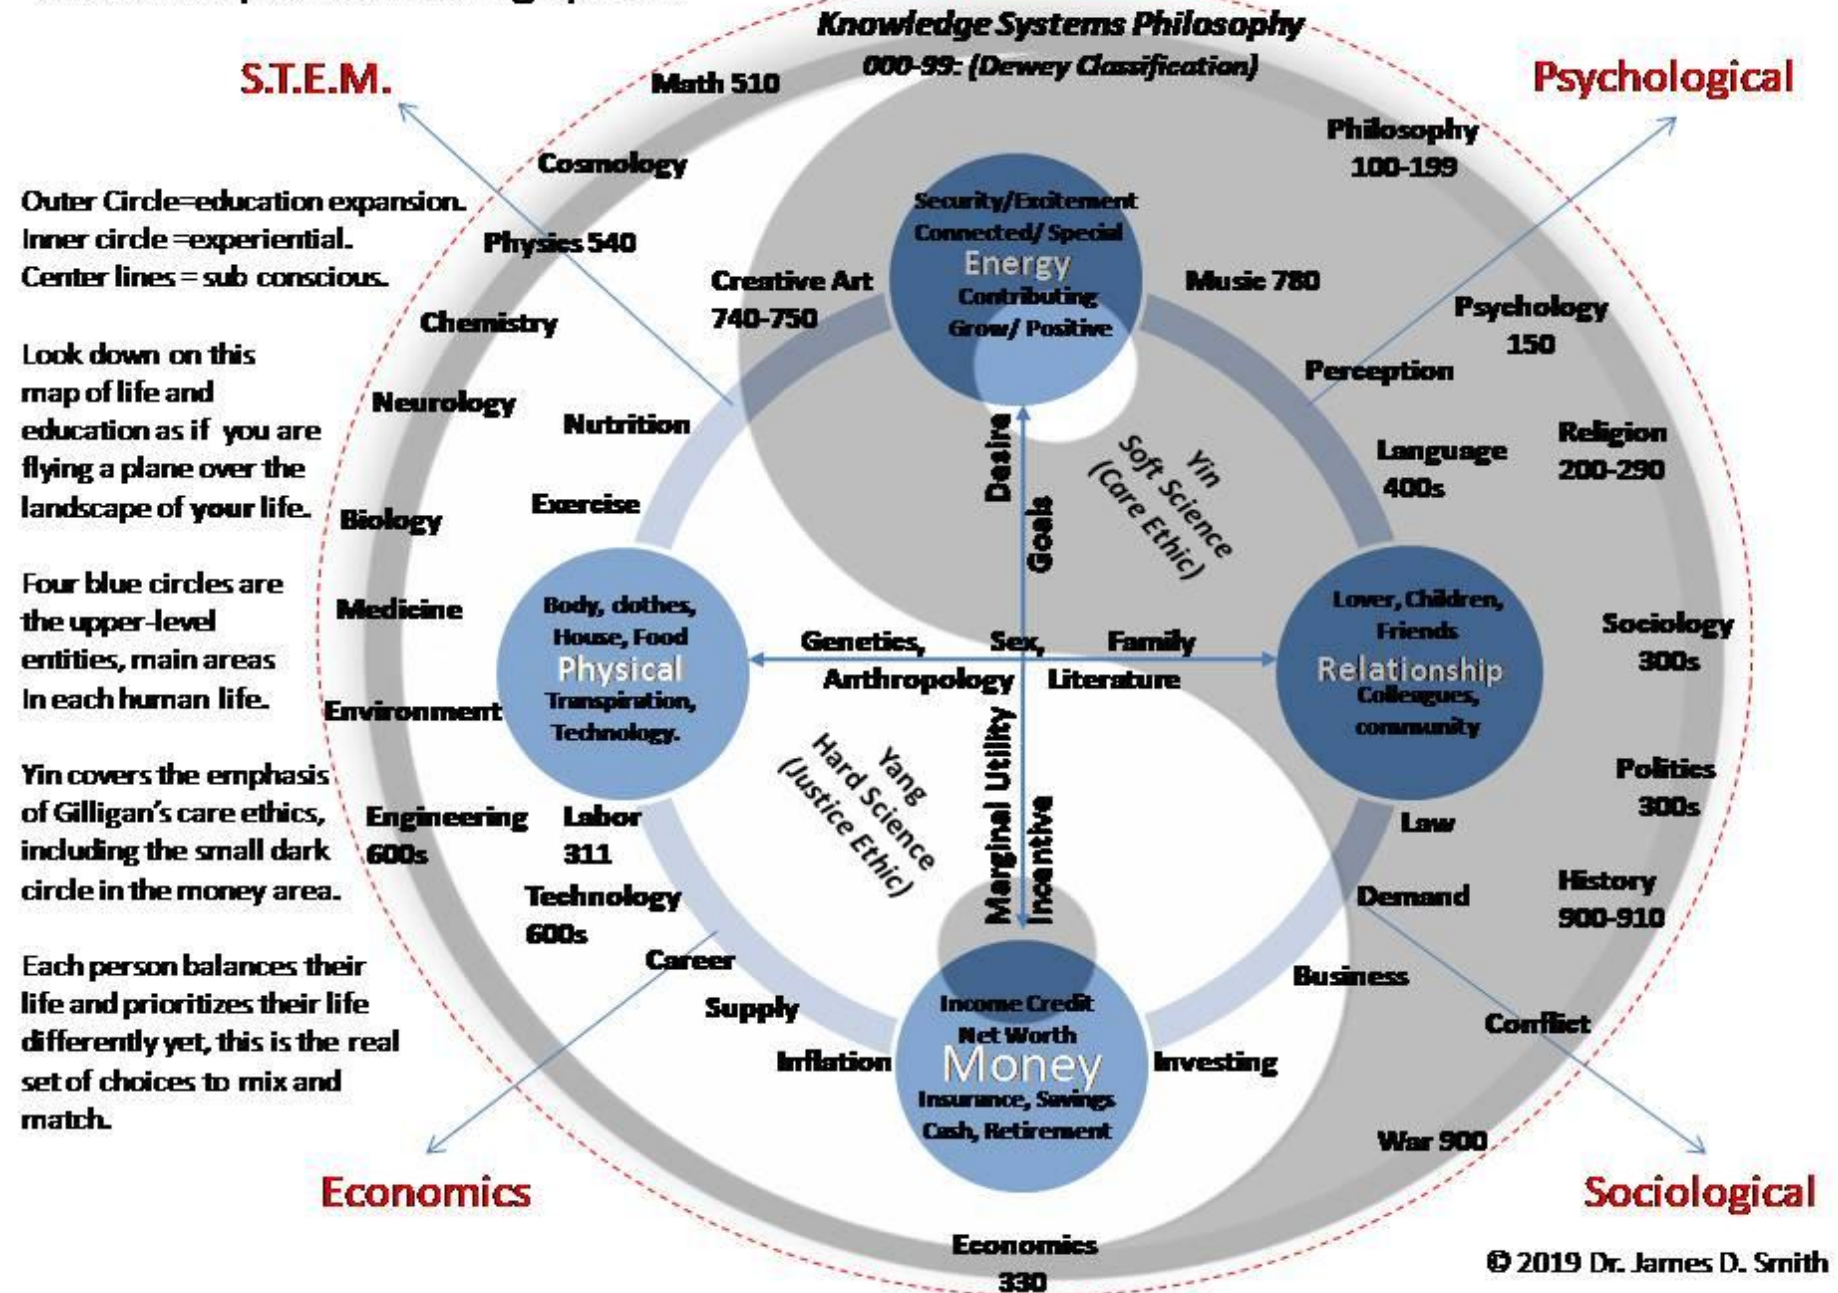 Knowledge Systems Philosophy
000-99: (Dewey Classification)
S.T.E.M.
Psychological
Math 510
Cosmology
Physics 540
Chemistry
Neurology
Biology
Medicine
Environment
Engineering
600s
Creative Art
740-750
Nutrition
Exercise
Philosophy
100-199
Music 780
Psychology
150
Perception
Language
400s
Religion
200-290
Sociology
300s
Politics
300s
Law
Demand
History
900-910
Business
Conflict
War 900
Security/Excitement
Connected/ Special
Energy
Contributing
Grow/ Positive
Desire
Goals
Yin
Soft Science
(Care Ethic)
Body, clothes,
House, Food
Physical
Transpiration,
Technology.
Genetics, Sex, Family
Anthropology Literature
Lover, Children,
Friends
Relationship
Colleagues,
community
Yang
Hard Science
(Justice Ethic)
Marginal Utility
Incentive
Labor
311
Technology
600s
Career
Supply
Inflation
Income Credit
Net Worth
Money
Insurance, Savings
Cash, Retirement
Investing
Economics
330
Economics
Sociological
Outer Circle=education expansion.
Inner circle =experiential.
Center lines = sub conscious.
Look down on this
map of life and
education as if you are
flying a plane over the
landscape of your life.
Four blue circles are
the upper-level
entities, main areas
In each human life.
Yin covers the emphasis
of Gilligan's care ethics,
including the small dark
circle in the money area.
Each person balances their
life and prioritizes their life
differently yet, this is the real
set of choices to mix and
match.
© 2019 Dr. James D. Smith